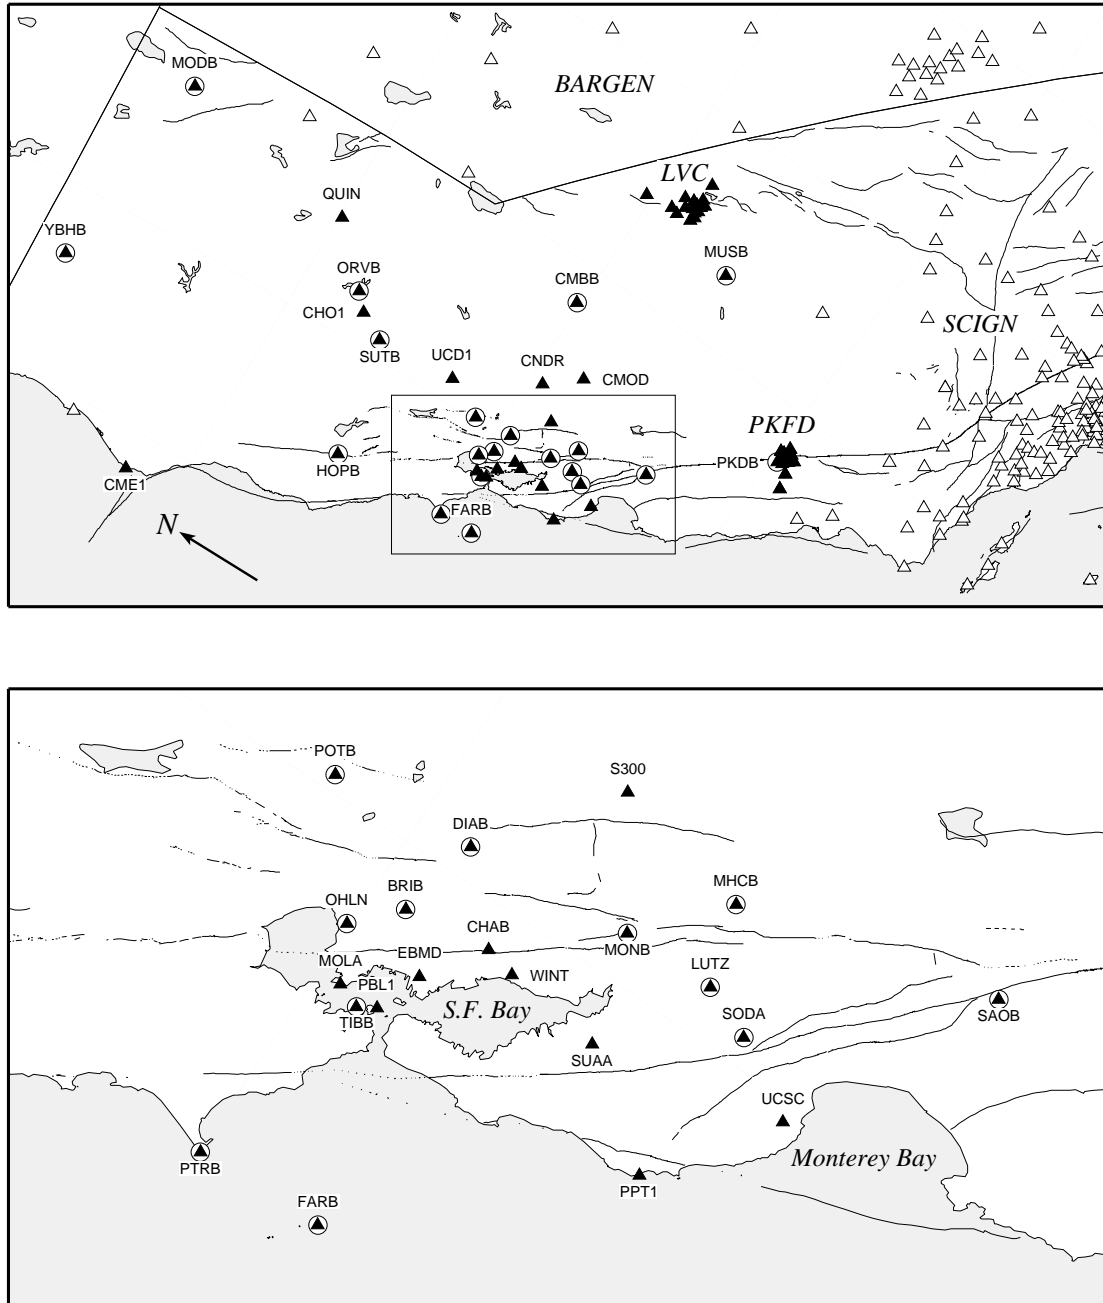 MODB
BARGEN
LVC
QUIN
YBHB
MUSB
ORVB
CMBB
CHO1
SCIGN
SUTB
UCD1
CNDR
CMOD
PKFD
HOPB
PKDB
CME1
FARB
N
POTB
S300
DIAB
MHCB
BRIB
OHLN
CHAB
MONB
EBMD
MOLA
LUTZ
WINT
PBL1
S.F. Bay
SODA
SAOB
TIBB
SUAA
UCSC
Monterey Bay
PTRB
PPT1
FARB